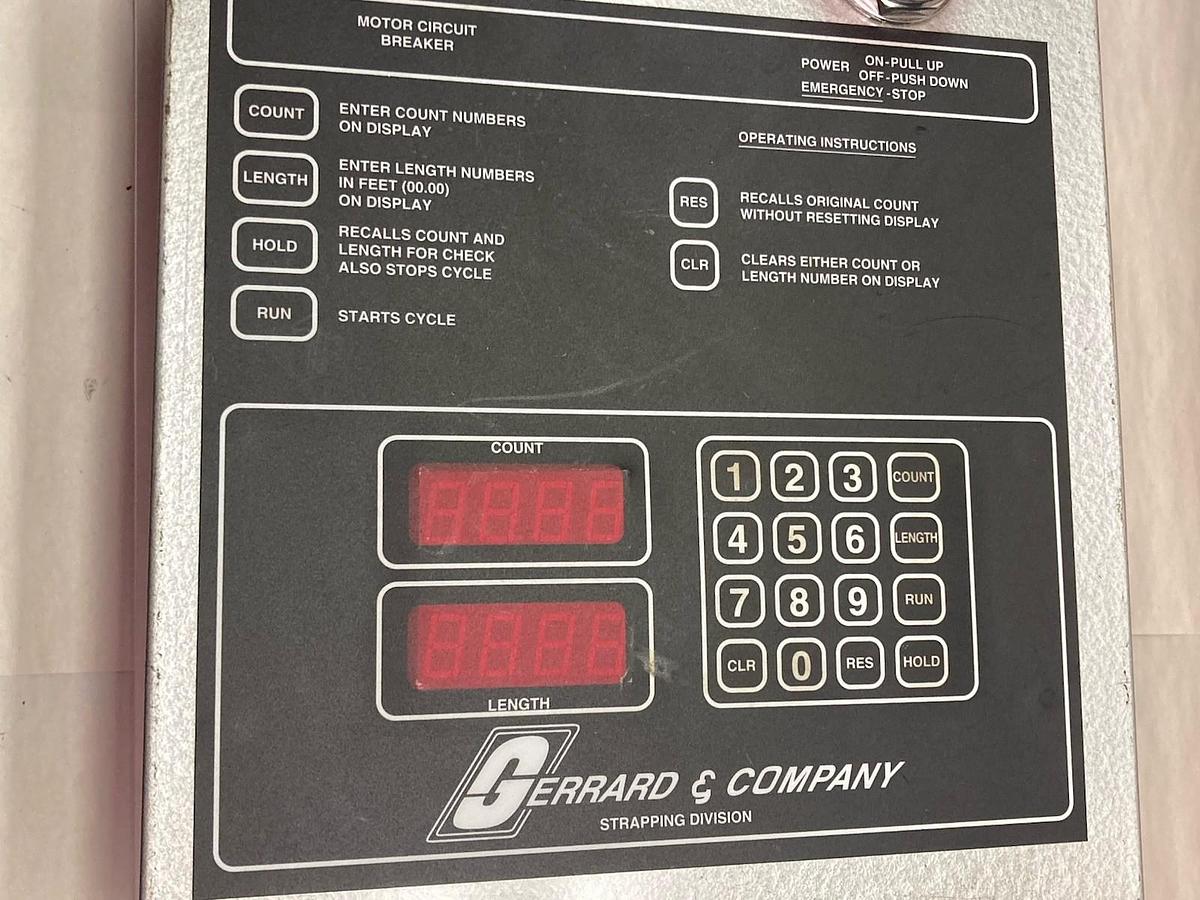 MOTOR CIRCUIT
BREAKER
POWER ON-PULL UP
OFF-PUSH DOWN
EMERGENCY-STOP
COUNT
ENTER COUNT NUMBERS
ON DISPLAY
LENGTH
ENTER LENGTH NUMBERS
IN FEET (00.00)
ON DISPLAY
HOLD
RECALLS COUNT AND
LENGTH FOR CHECK
ALSO STOPS CYCLE
RUN
STARTS CYCLE
OPERATING INSTRUCTIONS
RES
RECALLS ORIGINAL COUNT
WITHOUT RESETTING DISPLAY
CLR
CLEARS EITHER COUNT OR
LENGTH NUMBER ON DISPLAY
COUNT
LENGTH
1 2 3 COUNT
4 5 6 LENGTH
7 8 9 RUN
CLR 0 RES HOLD
GERRARD & COMPANY
STRAPPING DIVISION